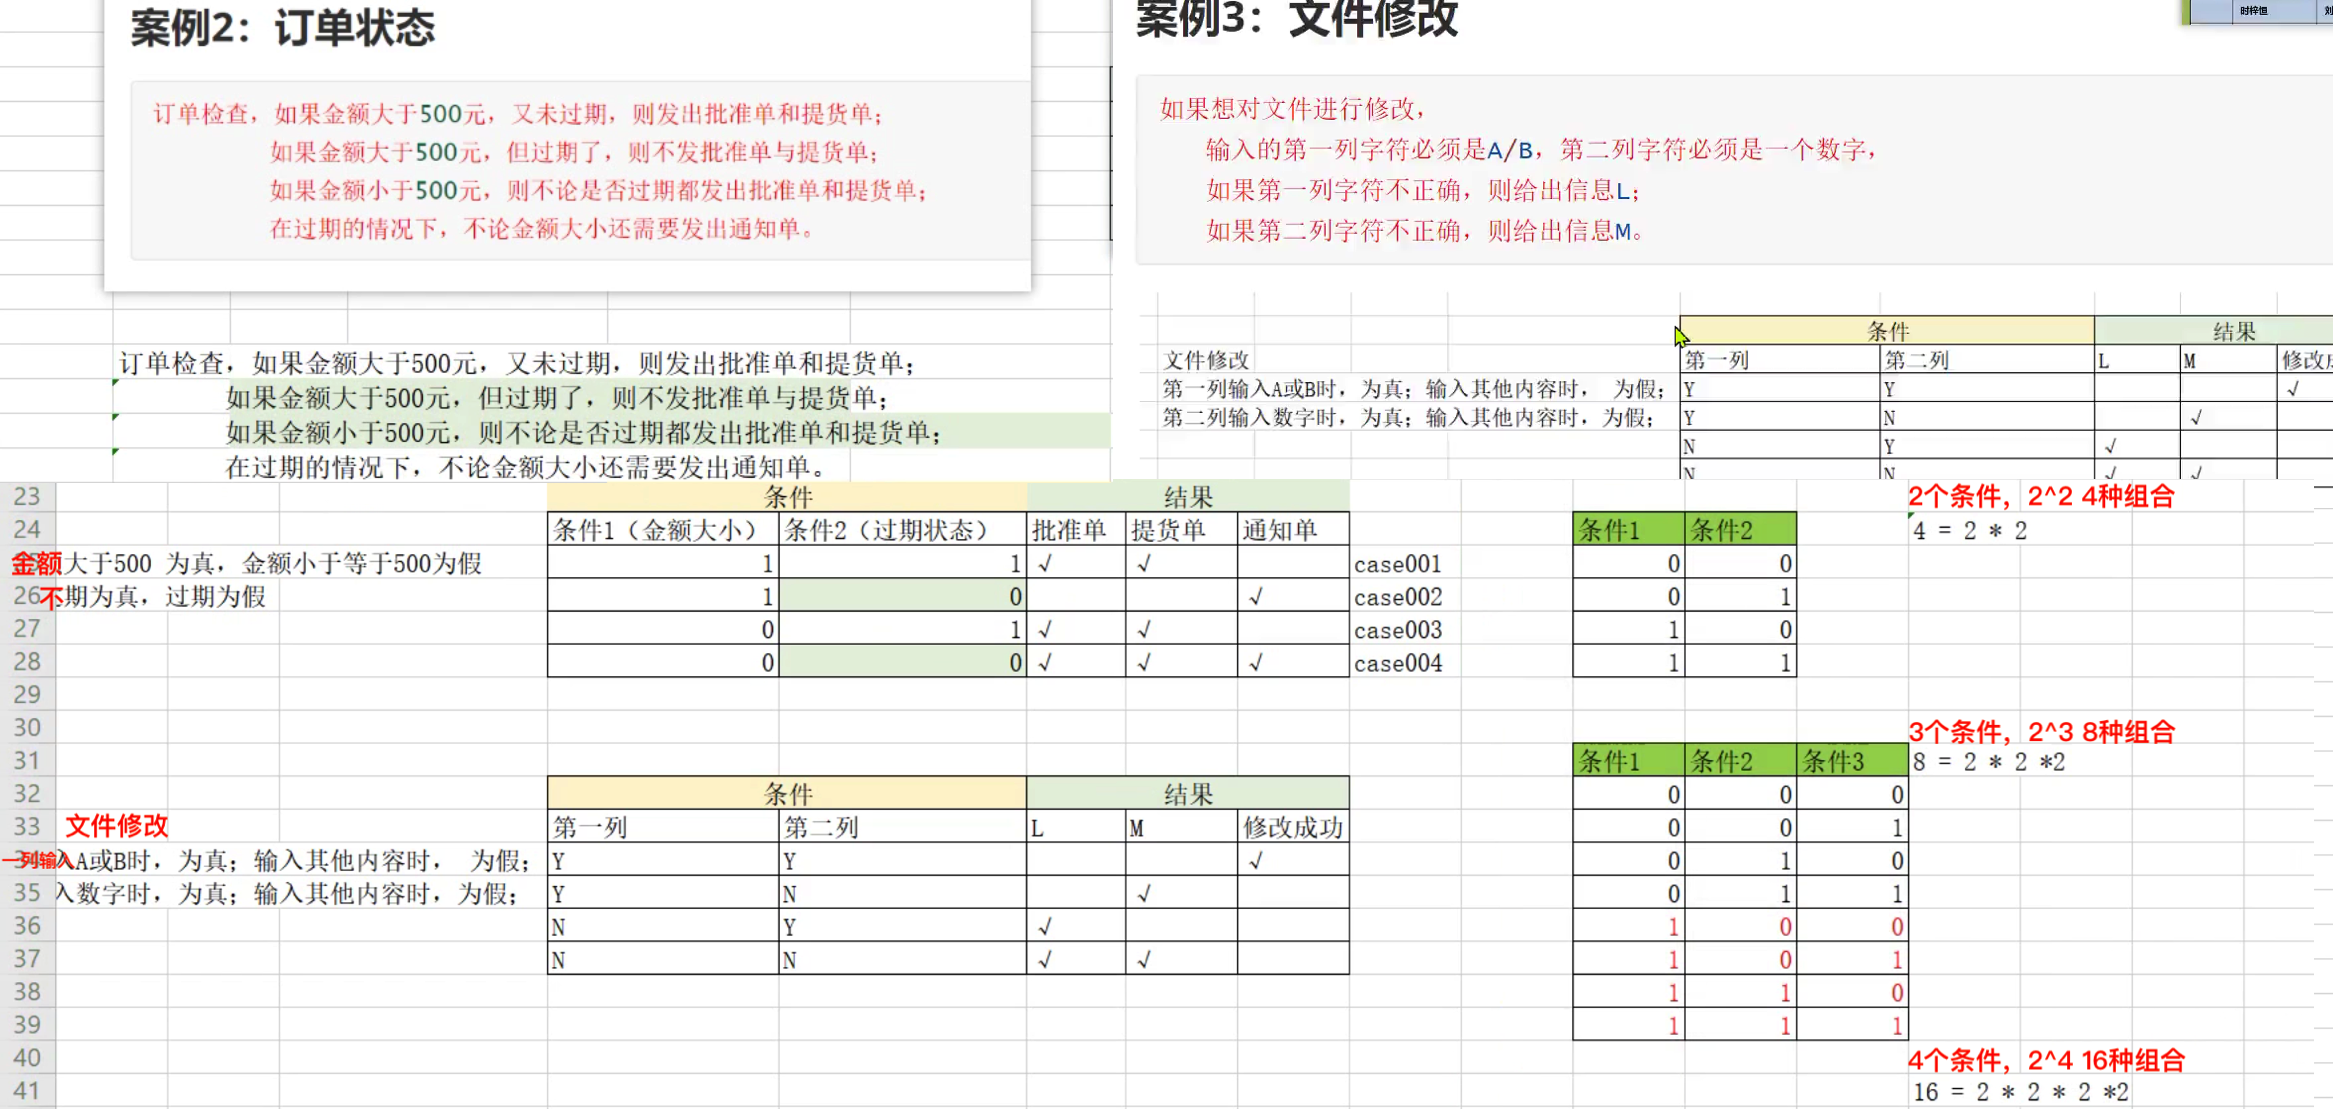 案例2：订单状态
订单检查，如果金额大于500元，又未过期，则发出批准单和提货单；
如果金额大于500元，但过期了，则不发批准单与提货单；
如果金额小于500元，则不论是否过期都发出批准单和提货单；
在过期的情况下，不论金额大小还需要发出通知单。
案例3：文件修改
时梓恒
如果想对文件进行修改，
输入的第一列字符必须是A/B，第二列字符必须是一个数字，
如果第一列字符不正确，则给出信息L；
如果第二列字符不正确，则给出信息M。
订单检查，如果金额大于500元，又未过期，则发出批准单和提货单；
如果金额大于500元，但过期了，则不发批准单与提货单；
如果金额小于500元，则不论是否过期都发出批准单和提货单；
在过期的情况下，不论金额大小还需要发出通知单。
条件 结果
文件修改 第一列 第二列 L M 修改
第一列输入A或B时，为真；输入其他内容时， 为假； Y Y √
第二列输入数字时，为真；输入其他内容时，为假； Y N √
N Y √
N N √ √
23 条件 结果 2个条件，2^2 4种组合
24 条件1（金额大小） 条件2（过期状态） 批准单 提货单 通知单 条件1 条件2 4 = 2 * 2
金额大于500 为真，金额小于等于500为假 1 1 √ √ case001 0 0
26 不期为真，过期为假 1 0 √ case002 0 1
27 0 1 √ √ case003 1 0
28 0 0 √ √ √ case004 1 1
29
30 3个条件，2^3 8种组合
31 条件1 条件2 条件3 8 = 2 * 2 *2
32 条件 结果 0 0 0
33 文件修改 第一列 第二列 L M 修改成功 0 0 1
一列输入A或B时，为真；输入其他内容时， 为假； Y Y √ 0 1 0
35 入数字时，为真；输入其他内容时，为假； Y N √ 0 1 1
36 N Y √ 1 0 0
37 N N √ √ 1 0 1
38 1 1 0
39 1 1 1
40 4个条件，2^4 16种组合
41 16 = 2 * 2 * 2 *2